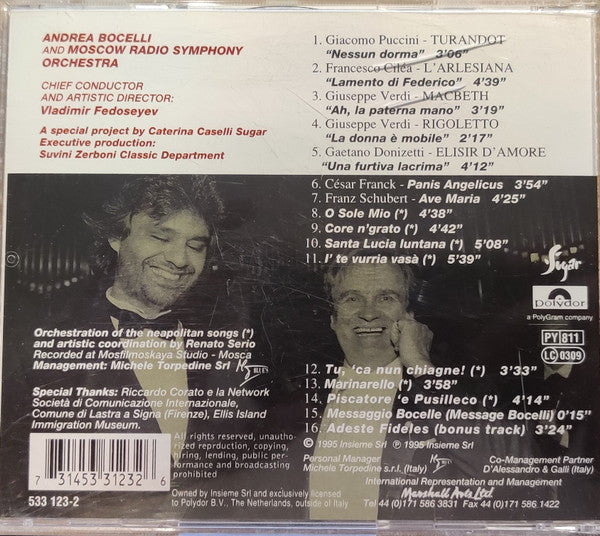 ANDREA BOCELLI
AND MOSCOW RADIO SYMPHONY
ORCHESTRA
CHIEF CONDUCTOR
AND ARTISTIC DIRECTOR:
Vladimir Fedoseyev
A special project by Caterina Caselli Sugar
Executive production:
Suvini Zerboni Classic Department
1. Giacomo Puccini - TURANDOT
"Nessun dorma" 3'06"
2. Francesco Cilea - L'ARLESIANA
"Lamento di Federico" 4'39"
3. Giuseppe Verdi - MACBETH
"Ah, la paterna mano" 3'19"
4. Giuseppe Verdi - RIGOLETTO
"La donna è mobile" 2'17"
5. Gaetano Donizetti - ELISIR D'AMORE
"Una furtiva lacrima" 4'12"
6. César Franck - Panis Angelicus 3'54"
7. Franz Schubert - Ave Maria 4'25"
8. O Sole Mio (*) 4'38"
9. Core n'grato (*) 4'42"
10. Santa Lucia luntana (*) 5'08"
11. I' te vurria vasà (*) 5'39"
Sugar
polydor
a PolyGram company
PY 811
LC 0309
Orchestration of the neapolitan songs (*)
and artistic coordination by Renato Serio
Recorded at Mosfilmoskaya Studio - Mosca
Management: Michele Torpedine Srl
BLUES
Special Thanks: Riccardo Corato e la Network
Società di Comunicazione Internazionale,
Comune di Lastra a Signa (Firenze), Ellis Island
Immigration Museum.
12. Tu, 'ca nun chiagne! (*) 3'33"
13. Marinarello (*) 3'58"
14. Piscatore 'e Pusilleco (*) 4'14"
15. Messaggio Bocelle (Message Bocelli) 0'15"
16. Adeste Fideles (bonus track) 3'24"
© 1995 Insieme Srl ℗ 1995 Insieme Srl
7 31453 31232 6
533 123-2
All rights reserved, unautho-
rized reproduction, copying,
hiring, lending, public perfor-
mance and broadcasting
prohibited
Owned by Insieme Srl and exclusively licensed
to Polydor B.V., The Netherlands, outside of Italy
Personal Manager
Michele Torpedine s.r.l. (Italy)
Co-Management Partner
D'Alessandro & Galli (Italy)
International Representation and Management
Marshall Arts Ltd.
Tel 44 (0)171 586 3831 Fax 44 (0)171 586 1422